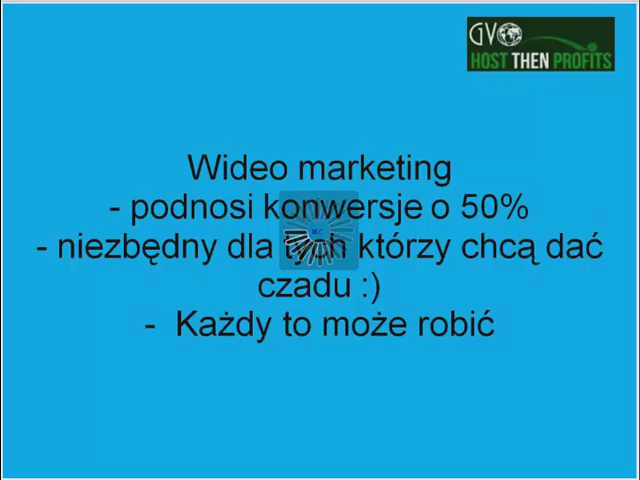 GVO
HOST THEN PROFITS
Wideo marketing
- podnosi konwersje o 50%
- niezbędny dla tych którzy chcą dać
czadu :)
- Każdy to może robić